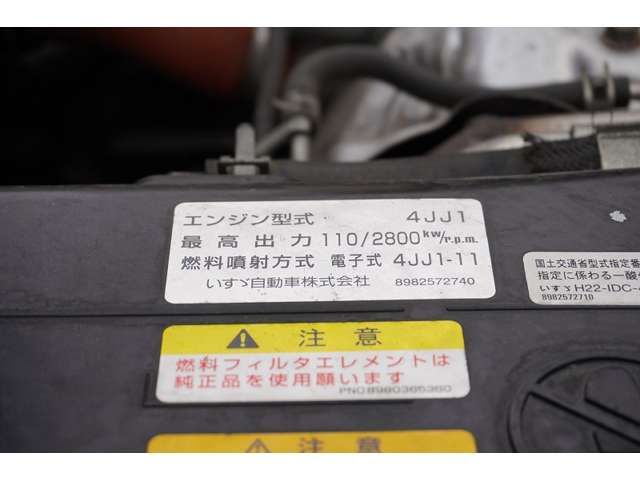 エンジン型式 4JJ1
最高出力 110/2800 kw/r.p.m.
燃料噴射方式 電子式 4JJ1-11
いすゞ自動車株式会社 8982572740
国土交通省型式指定番
指定に係わる一酸
いすゞH22-IDC-
8982572710
注意
燃料フィルタエレメントは
純正品を使用願います
PNO8980365360
注意